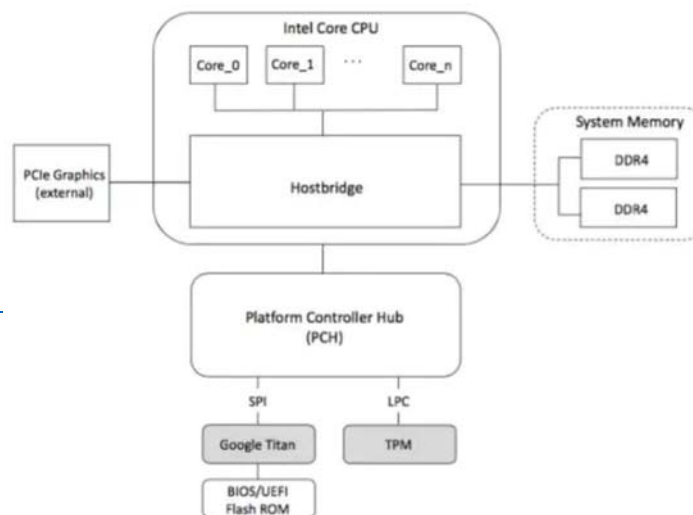 Intel Core CPU
Core_0
Core_1
...
Core_n
System Memory
PCIe Graphics
(external)
Hostbridge
DDR4
DDR4
Platform Controller Hub
(PCH)
SPI
LPC
Google Titan
TPM
BIOS/UEFI
Flash ROM